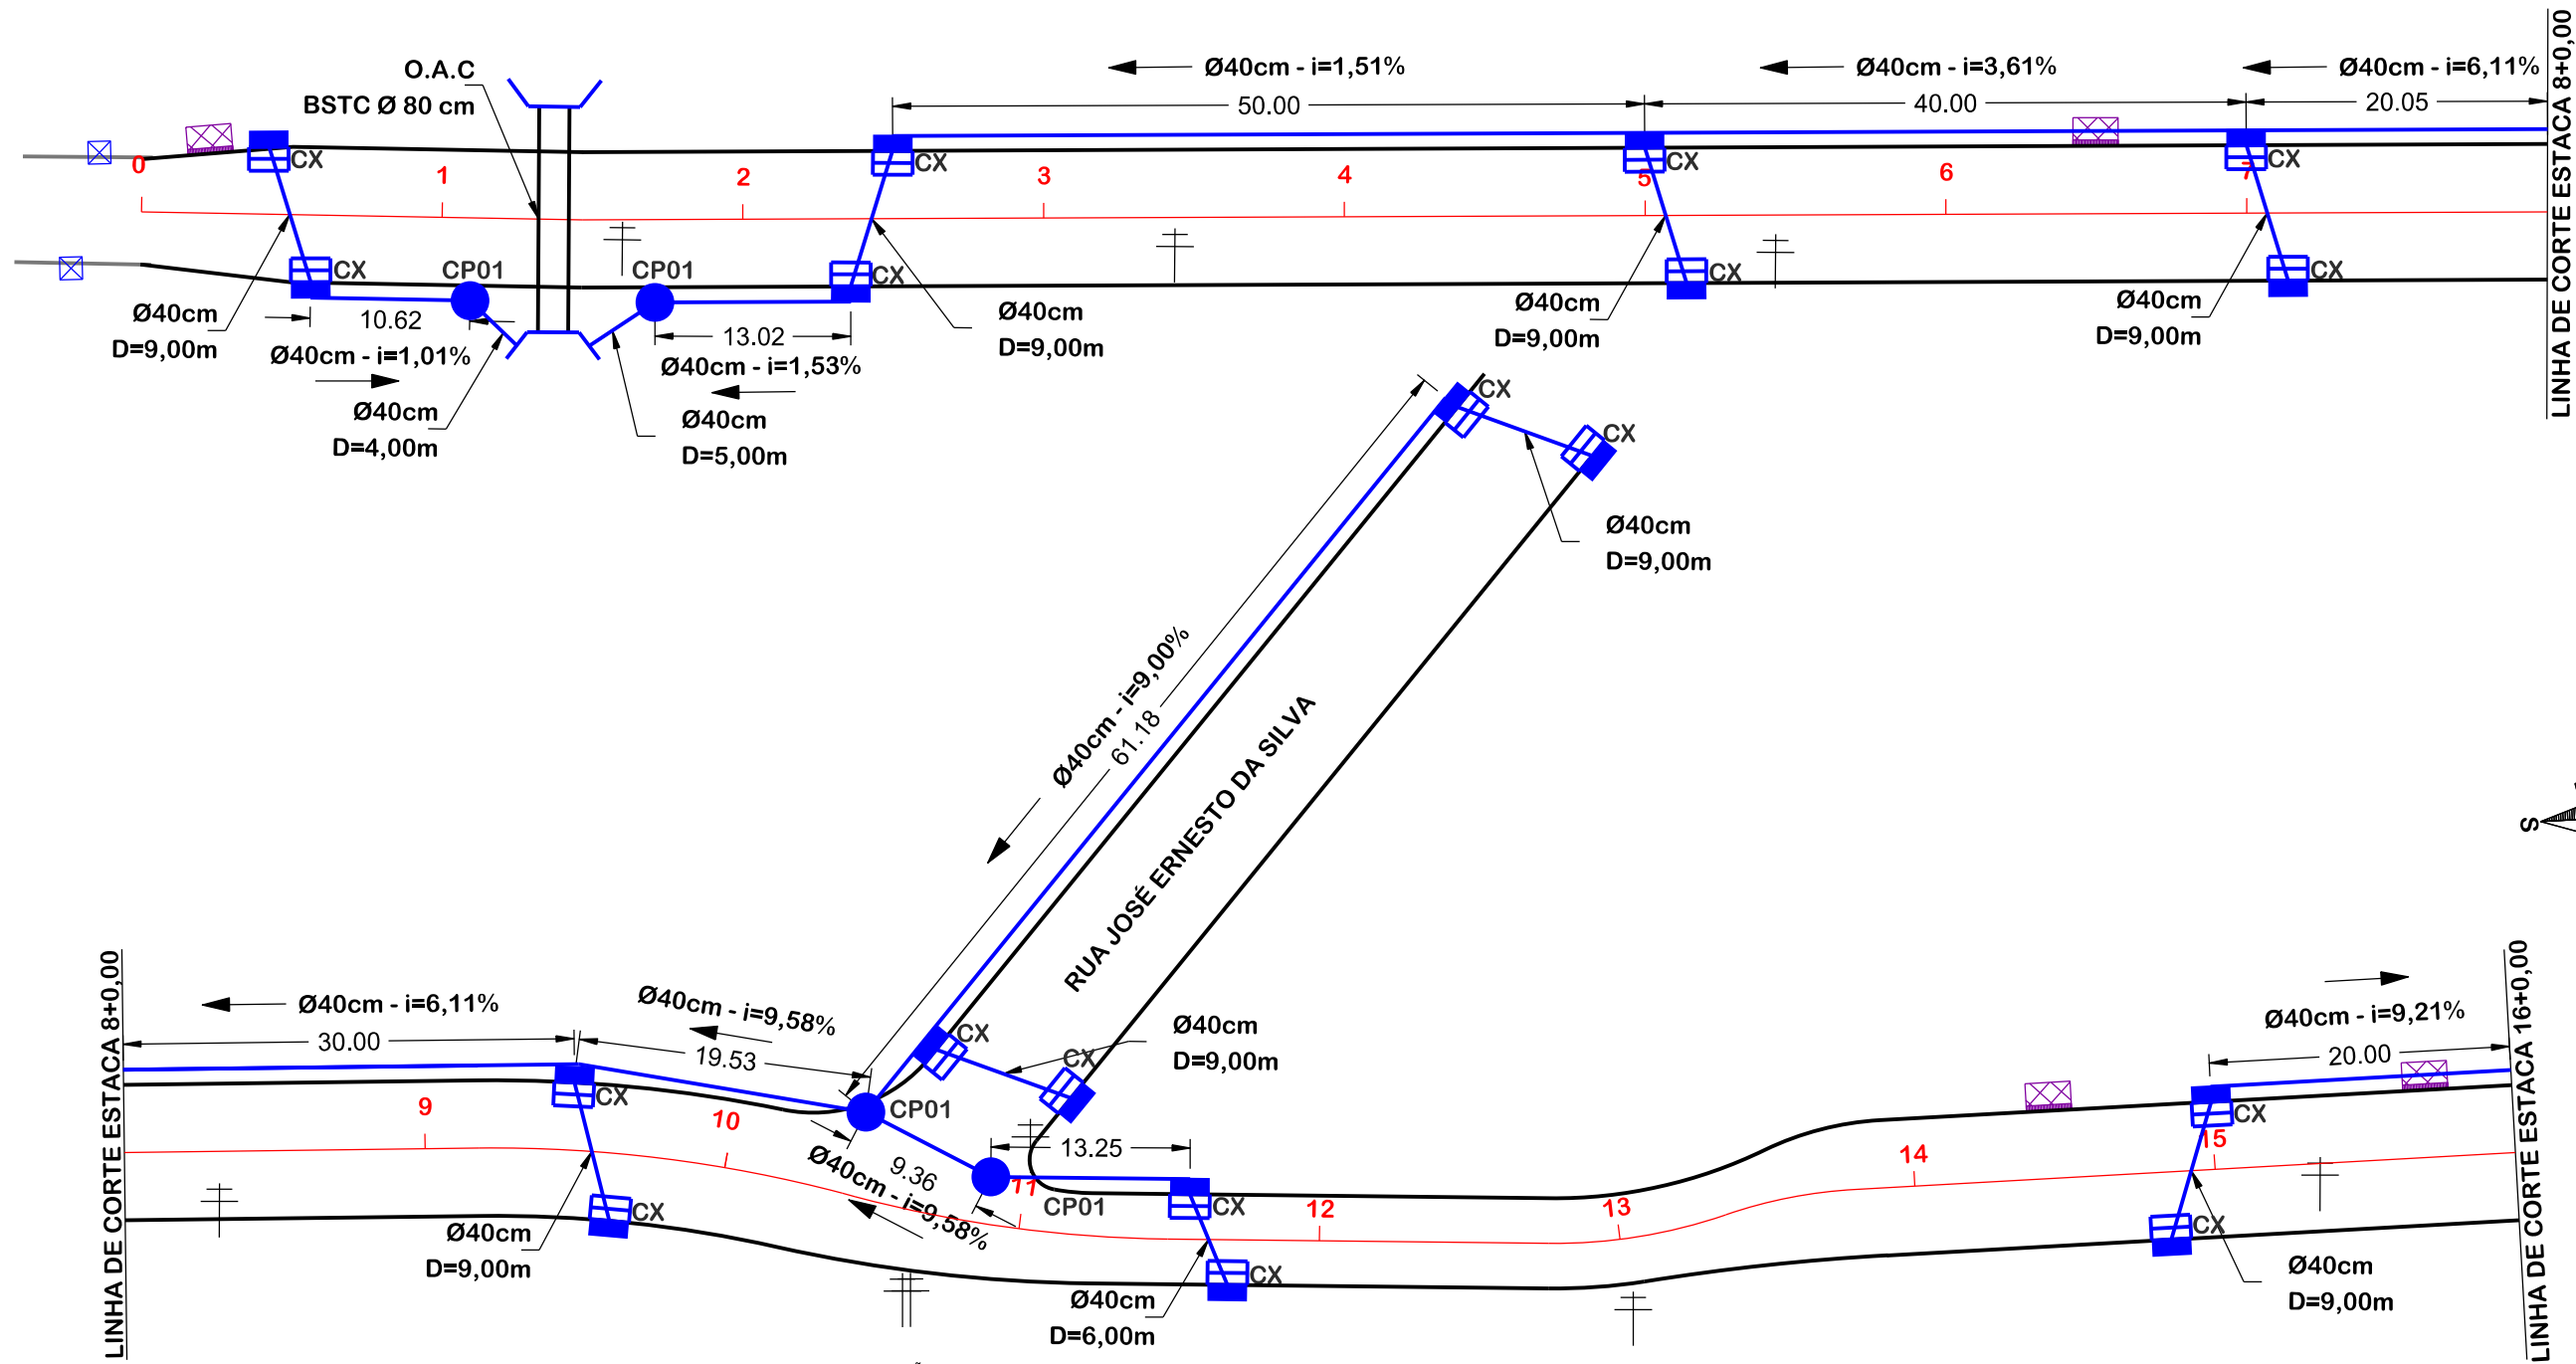 O.A.C
BSTC Ø 80 cm
Ø40cm - i=1,51%
50.00
Ø40cm - i=3,61%
40.00
Ø40cm - i=6,11%
20.05
LINHA DE CORTE ESTACA 8+0,00
CX
CX
CX
CX
0
1
2
3
4
5
6
7
CX
CP01
CP01
CX
CX
CX
Ø40cm
D=9,00m
10.62
Ø40cm - i=1,01%
Ø40cm
D=4,00m
13.02
Ø40cm - i=1,53%
Ø40cm
D=5,00m
Ø40cm
D=9,00m
Ø40cm
D=9,00m
Ø40cm
D=9,00m
CX
CX
Ø40cm
D=9,00m
Ø40cm - i=9,00%
61.18
RUA JOSÉ ERNESTO DA SILVA
S
LINHA DE CORTE ESTACA 8+0,00
Ø40cm - i=6,11%
30.00
Ø40cm - i=9,58%
19.53
CX
CX
Ø40cm
D=9,00m
CX
CP01
9
10
11
12
13
14
15
13.25
9.36
Ø40cm - i=9,58%
CP01
CX
CX
CX
Ø40cm
D=9,00m
Ø40cm
D=6,00m
Ø40cm - i=9,21%
20.00
CX
CX
Ø40cm
D=9,00m
LINHA DE CORTE ESTACA 16+0,00